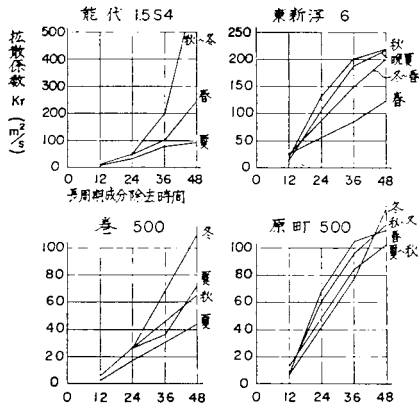 能代 15S4
拡散係数 Kr (m²/s)
500
400
300
200
100
0
0 12 24 36 48
秋~冬
春
夏
長周期成分除去時間
東新潟 6
250
200
150
100
50
0
0 12 24 36 48
秋
晩夏
冬~春
春
巻 500
100
80
60
40
20
0
0 12 24 36 48
冬
夏
秋
夏
原町 500
100
80
60
40
20
0
0 12 24 36 48
冬
秋~冬
春
夏~秋